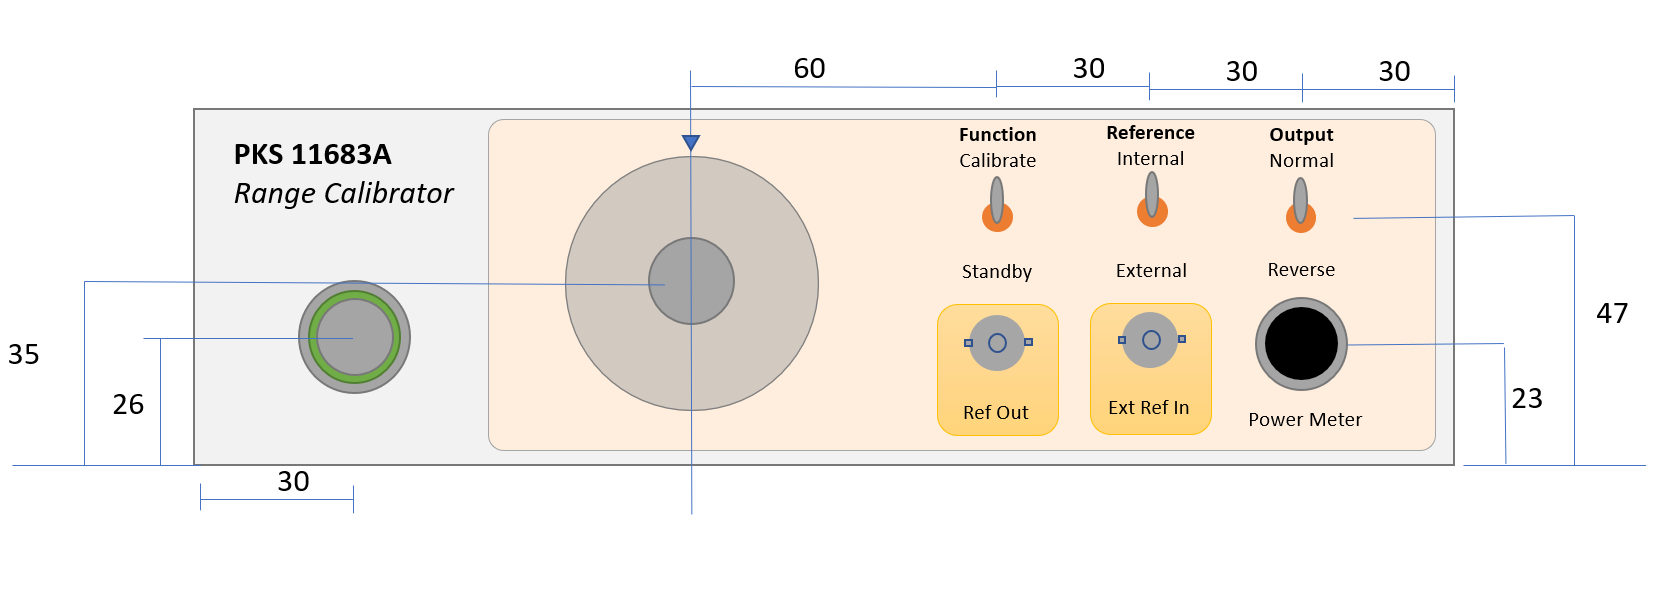 60
30
30
30
PKS 11683A
Range Calibrator
Function
Calibrate
Standby
Reference
Internal
External
Output
Normal
Reverse
Ref Out
Ext Ref In
Power Meter
35
26
30
47
23